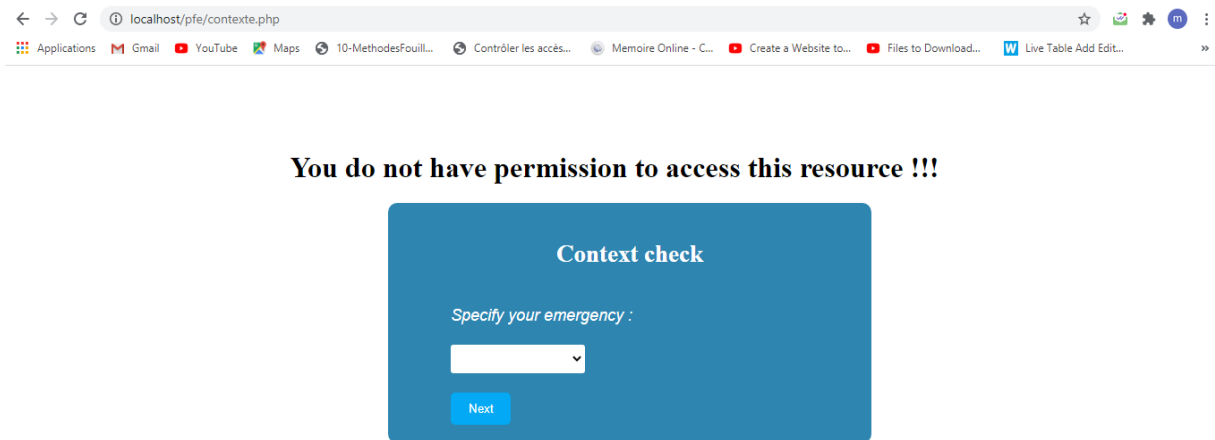 localhost/pfe/contexte.php
m
Applications Gmail YouTube Maps 10-MethodesFouill... Contrôler les accès... Memoire Online - C... Create a Website to... Files to Download... W Live Table Add Edit... »
You do not have permission to access this resource !!!
Context check
Specify your emergency :
Next